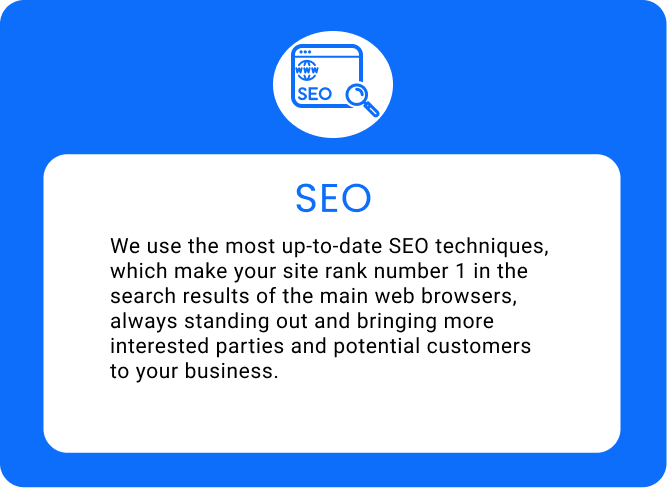 WWW
SEO
SEO
We use the most up-to-date SEO techniques,
which make your site rank number 1 in the
search results of the main web browsers,
always standing out and bringing more
interested parties and potential customers
to your business.